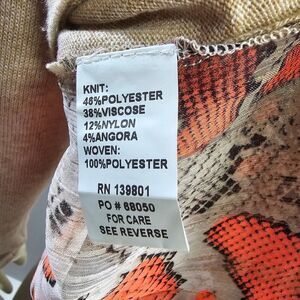 KNIT:
48%POLYESTER
38%VISCOSE
12%NYLON
4%ANGORA
WOVEN:
100%POLYESTER
RN 139801
PO # 68050
FOR CARE
SEE REVERSE